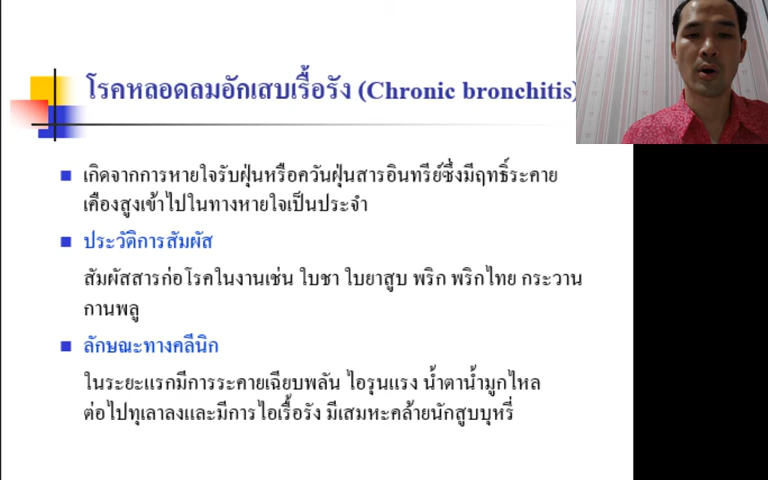 โรคหลอดลมอักเสบเรื้อรัง (Chronic bronchitis)
เกิดจากการหายใจรับฝุ่นหรือควันฝุ่นสารอินทรีย์ซึ่งมีฤทธิ์ระคาย
เคืองสูงเข้าไปในทางหายใจเป็นประจำ
ประวัติการสัมผัส
สัมผัสสารก่อโรคในงานเช่น ใบชา ใบยาสูบ พริก พริกไทย กระวาน
กานพลู
ลักษณะทางคลีนิก
ในระยะแรกมีการระคายเฉียบพลัน ไอรุนแรง น้ำตาน้ำมูกไหล
ต่อไปทุเลาลงและมีการไอเรื้อรัง มีเสมหะคล้ายนักสูบบุหรี่